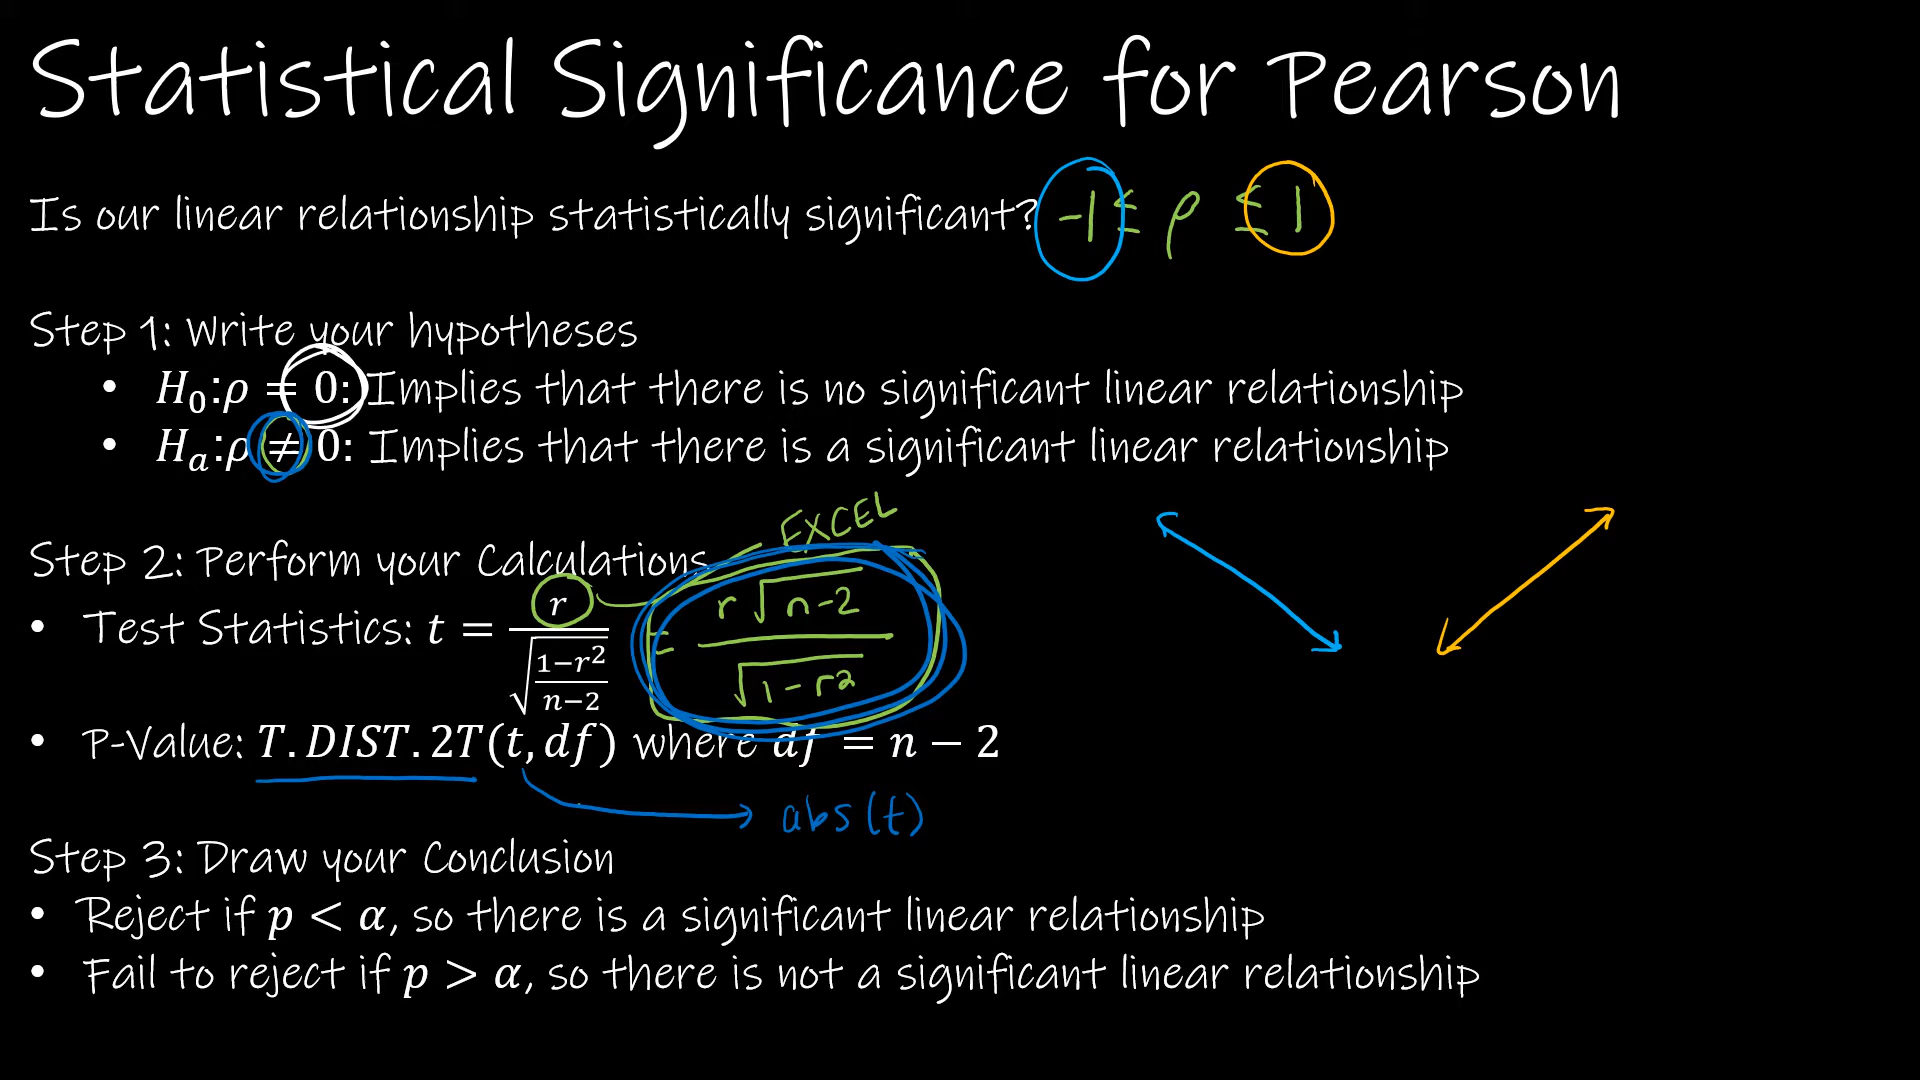 Statistical Significance for Pearson
Is our linear relationship statistically significant? -1 ≤ ρ ≤ 1
Step 1: Write your hypotheses
• H₀:ρ = 0: Implies that there is no significant linear relationship
• Hₐ:ρ ≠ 0: Implies that there is a significant linear relationship
EXCEL
Step 2: Perform your Calculations
• Test Statistics: t = r / √((1−r²)/(n−2)) = r√(n-2) / √(1-r²)
• P-Value: T.DIST.2T(t, df) where df = n − 2
abs(t)
Step 3: Draw your Conclusion
• Reject if p < α, so there is a significant linear relationship
• Fail to reject if p > α, so there is not a significant linear relationship